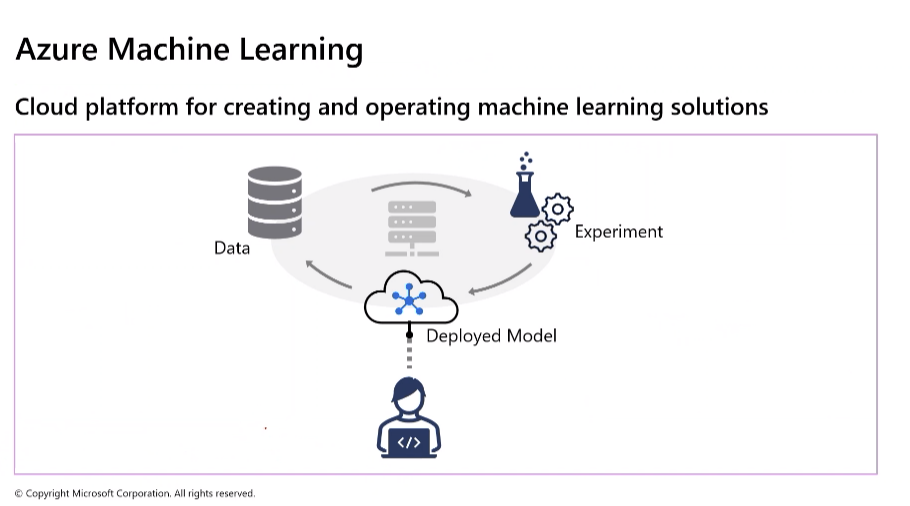 Azure Machine Learning
Cloud platform for creating and operating machine learning solutions
Data
Experiment
Deployed Model
</>
© Copyright Microsoft Corporation. All rights reserved.